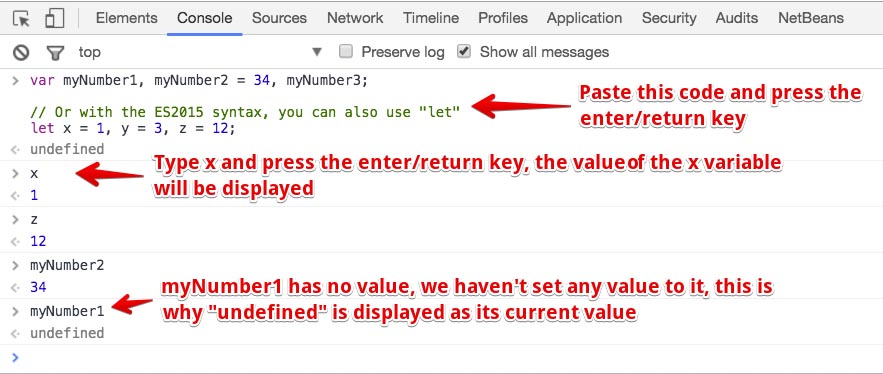 Elements Console Sources Network Timeline Profiles Application Security Audits NetBeans
top Preserve log Show all messages
var myNumber1, myNumber2 = 34, myNumber3;
// Or with the ES2015 syntax, you can also use "let"
let x = 1, y = 3, z = 12;
undefined
Paste this code and press the
enter/return key
x
1
Type x and press the enter/return key, the value of the x variable
will be displayed
z
12
myNumber2
34
myNumber1
undefined
myNumber1 has no value, we haven't set any value to it, this is
why "undefined" is displayed as its current value